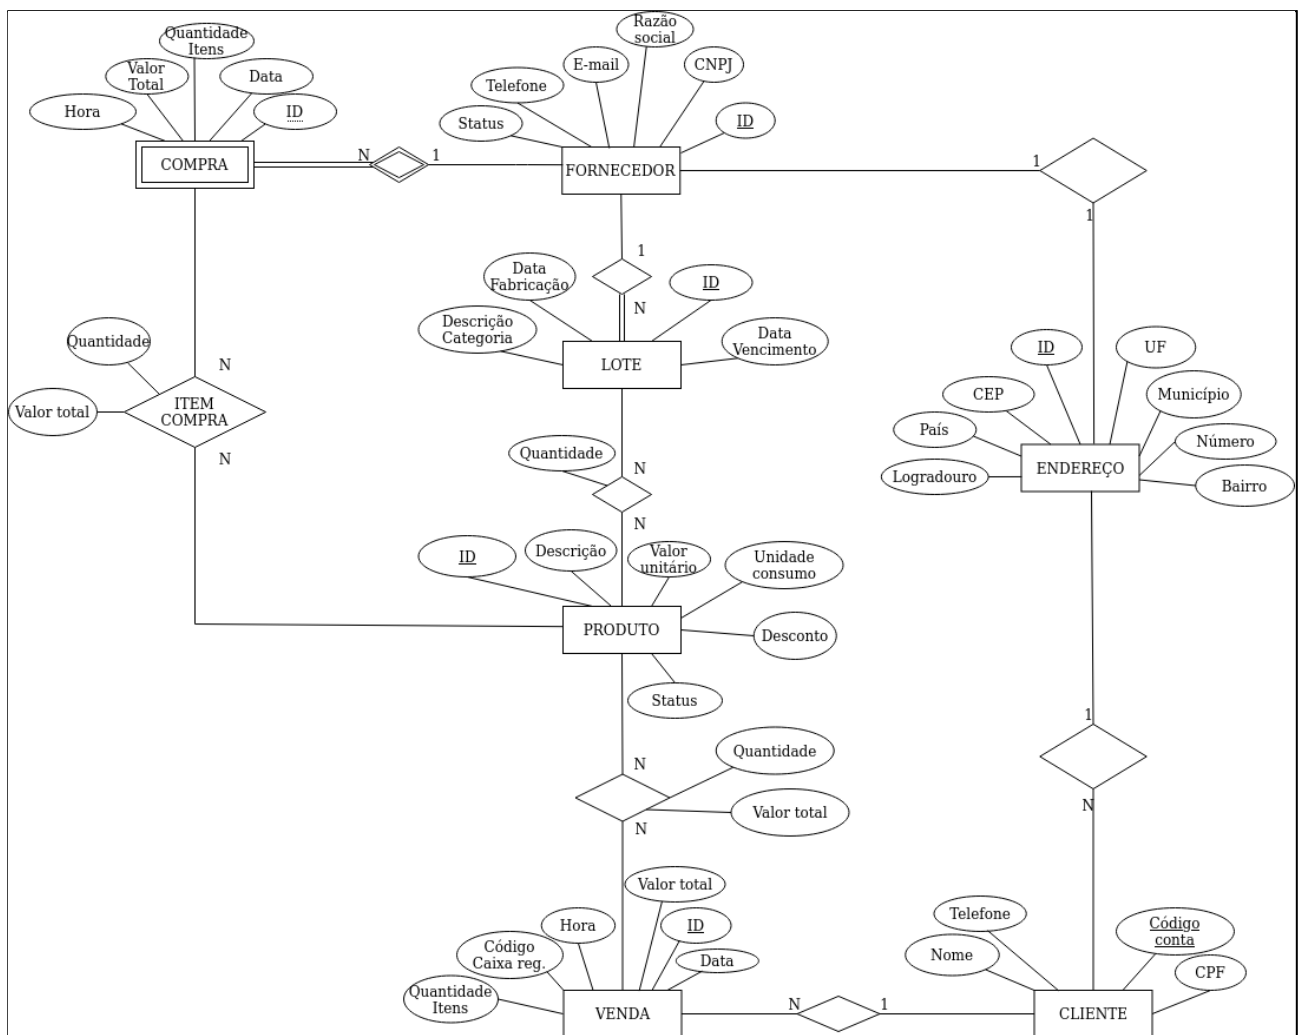 Quantidade
Itens
Valor
Total
Data
Hora
ID
COMPRA
N
1
Razão
social
E-mail
CNPJ
Telefone
Status
ID
FORNECEDOR
1
1
1
N
Data
Fabricação
ID
Descrição
Categoria
Data
Vencimento
LOTE
Quantidade
Valor total
N
ITEM
COMPRA
N
ID
UF
CEP
Município
País
Número
Logradouro
Bairro
ENDEREÇO
Quantidade
N
N
ID
Descrição
Valor
unitário
Unidade
consumo
PRODUTO
Desconto
Status
N
Quantidade
Valor total
N
1
N
Valor total
Hora
ID
Código
Caixa reg.
Data
Quantidade
Itens
VENDA
N
1
Telefone
Código
conta
Nome
CPF
CLIENTE